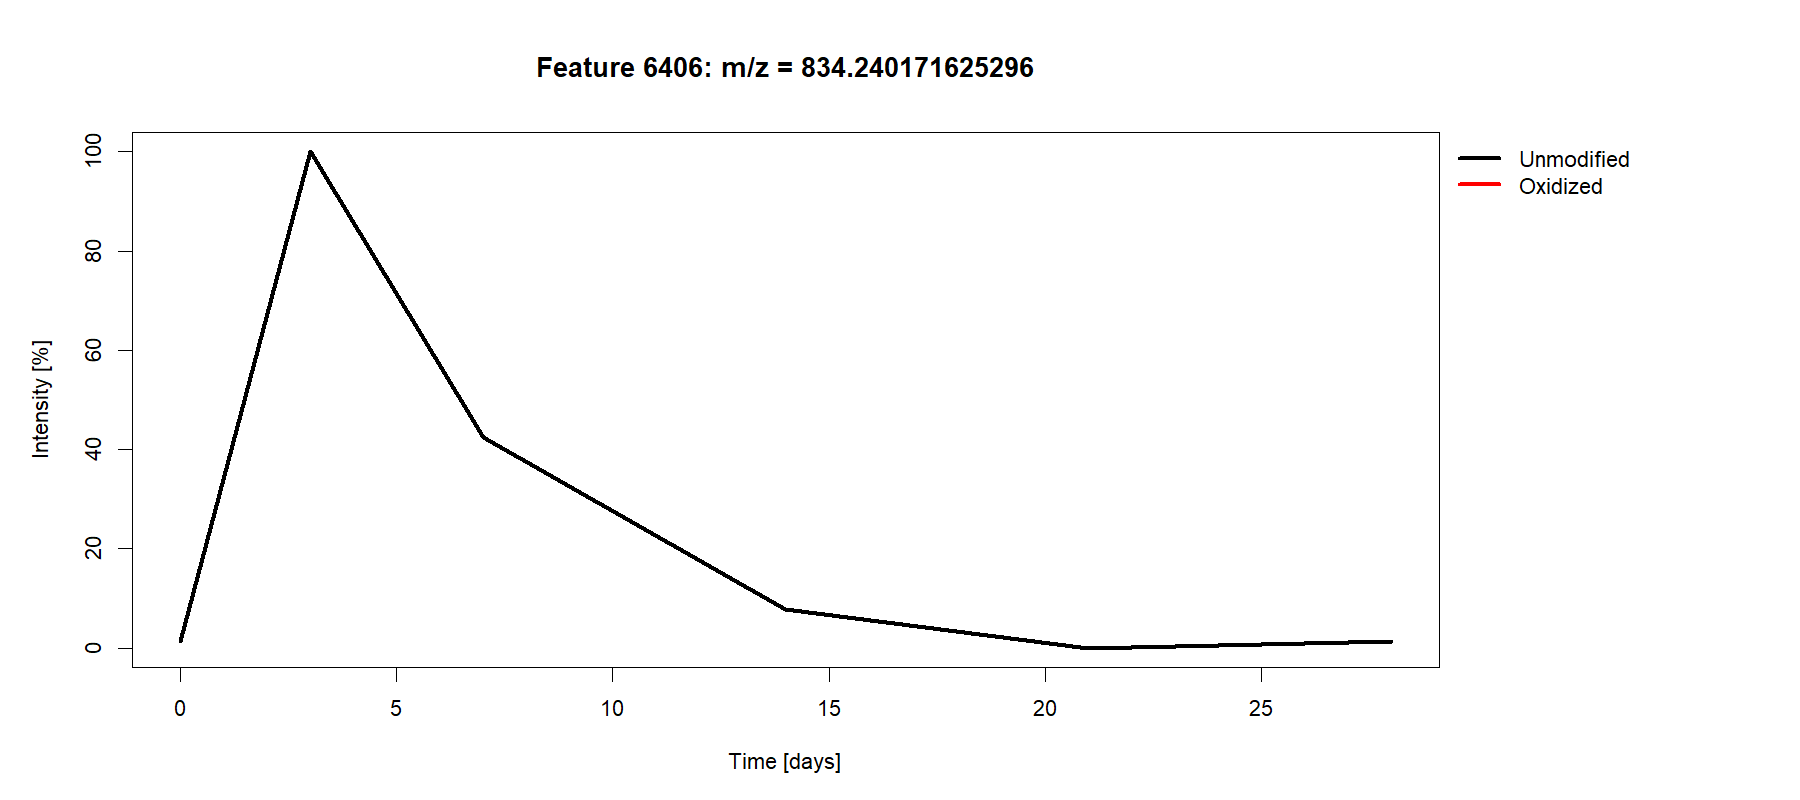 Feature 6406: m/z = 834.240171625296
Unmodified
Oxidized
Intensity [%]
100
80
60
40
20
0
0 5 10 15 20 25
Time [days]